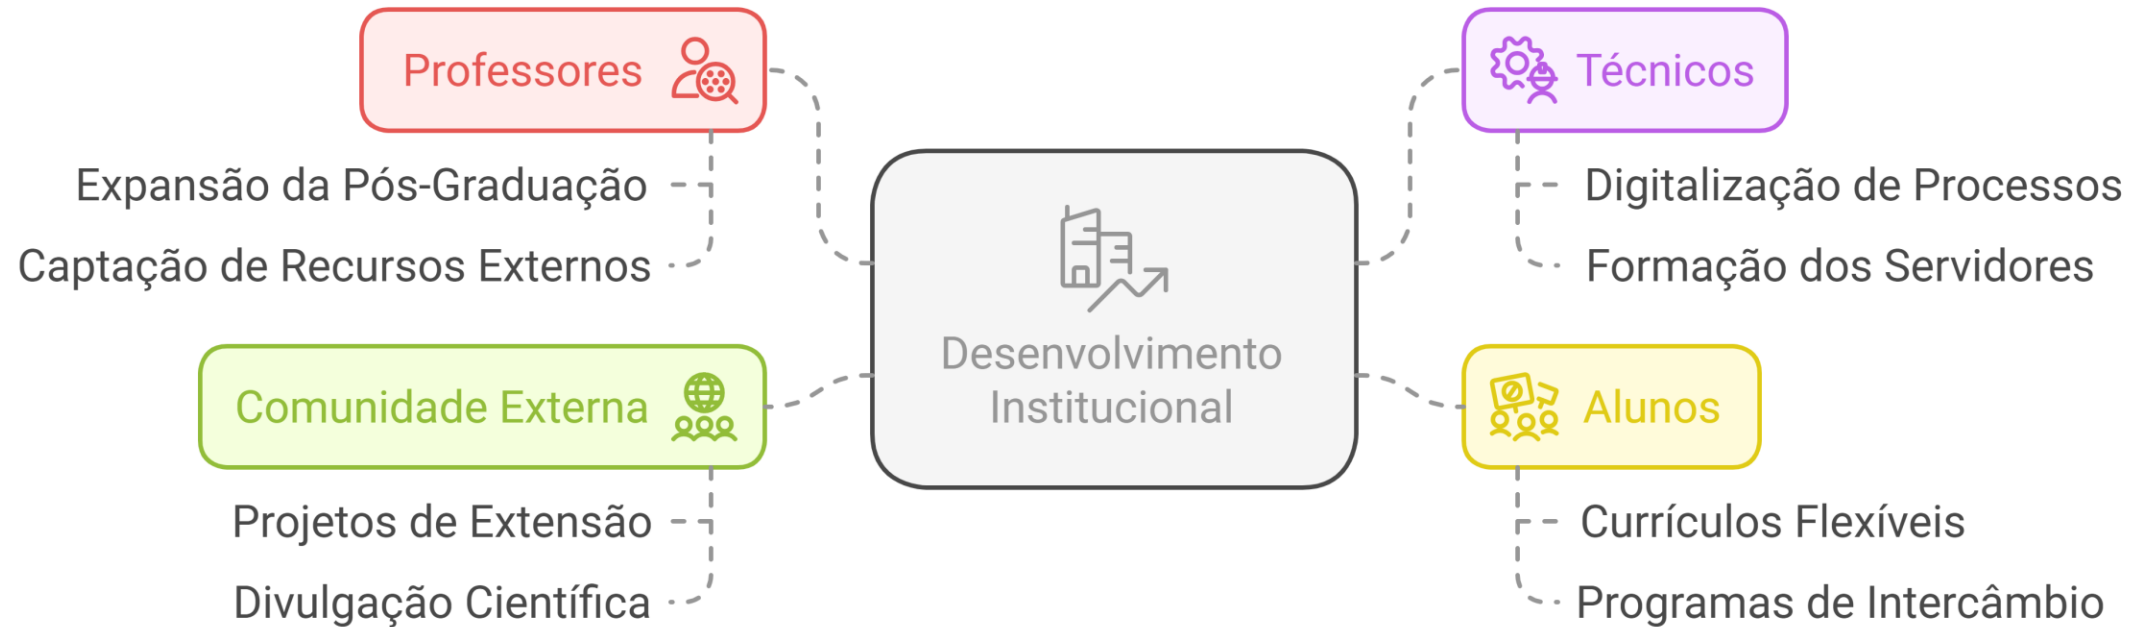 Professores
Expansão da Pós-Graduação
Captação de Recursos Externos
Comunidade Externa
Projetos de Extensão
Divulgação Científica
Desenvolvimento
Institucional
Técnicos
Digitalização de Processos
Formação dos Servidores
Alunos
Currículos Flexíveis
Programas de Intercâmbio